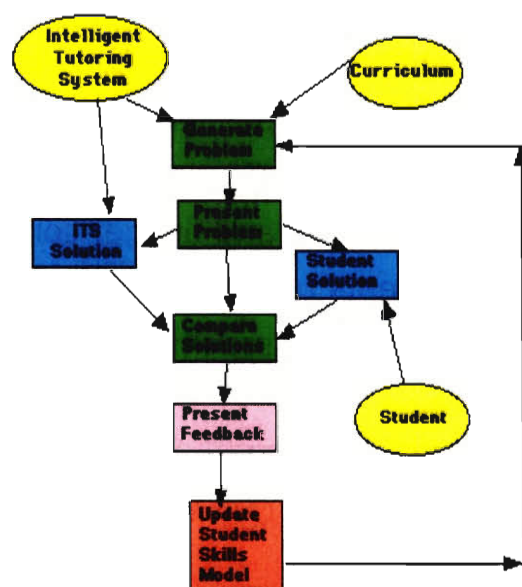 Intelligent
Tutoring
System
Curriculum
Generate
Problem
Present
Problem
ITS
Solution
Student
Solution
Compare
Solutions
Present
Feedback
Student
Update
Student
Skills
Model